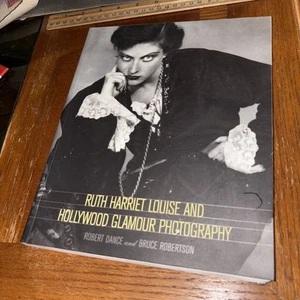 RUTH HARRIET LOUISE AND
HOLLYWOOD GLAMOUR PHOTOGRAPHY
ROBERT DANCE and BRUCE ROBERTSON